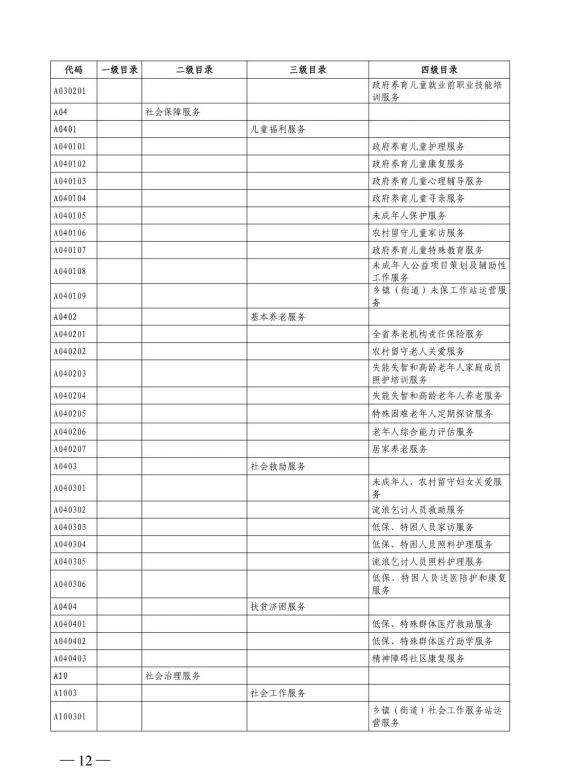 代码 一级目录 二级目录 三级目录 四级目录
A030201 政府养育儿童就业前职业技能培
训服务
A04 社会保障服务
A0401 儿童福利服务
A040101 政府养育儿童护理服务
A040102 政府养育儿童康复服务
A040103 政府养育儿童心理辅导服务
A040104 政府养育儿童寻亲服务
A040105 未成年人保护服务
A040106 农村留守儿童家访服务
A040107 政府养育儿童特殊教育服务
A040108 未成年人公益项目策划及辅助性
工作服务
A040109 乡镇（街道）未保工作站运营服
务
A0402 基本养老服务
A040201 全省养老机构责任保险服务
A040202 农村留守老人关爱服务
A040203 失能失智和高龄老年人家庭成员
照护培训服务
A040204 失能失智和高龄老年人养老服务
A040205 特殊困难老年人定期探访服务
A040206 老年人综合能力评估服务
A040207 居家养老服务
A0403 社会救助服务
A040301 未成年人、农村留守妇女关爱服
务
A040302 流浪乞讨人员救助服务
A040303 低保、特困人员家访服务
A040304 低保、特困人员照料护理服务
A040305 流浪乞讨人员照料护理服务
A040306 低保、特困人员送医陪护和康复
服务
A0404 扶贫济困服务
A040401 低保、特殊群体医疗救助服务
A040402 低保、特殊群体医疗助学服务
A040403 精神障碍社区康复服务
A10 社会治理服务
A1003 社会工作服务
A100301 乡镇（街道）社会工作服务站运
营服务
— 12 —